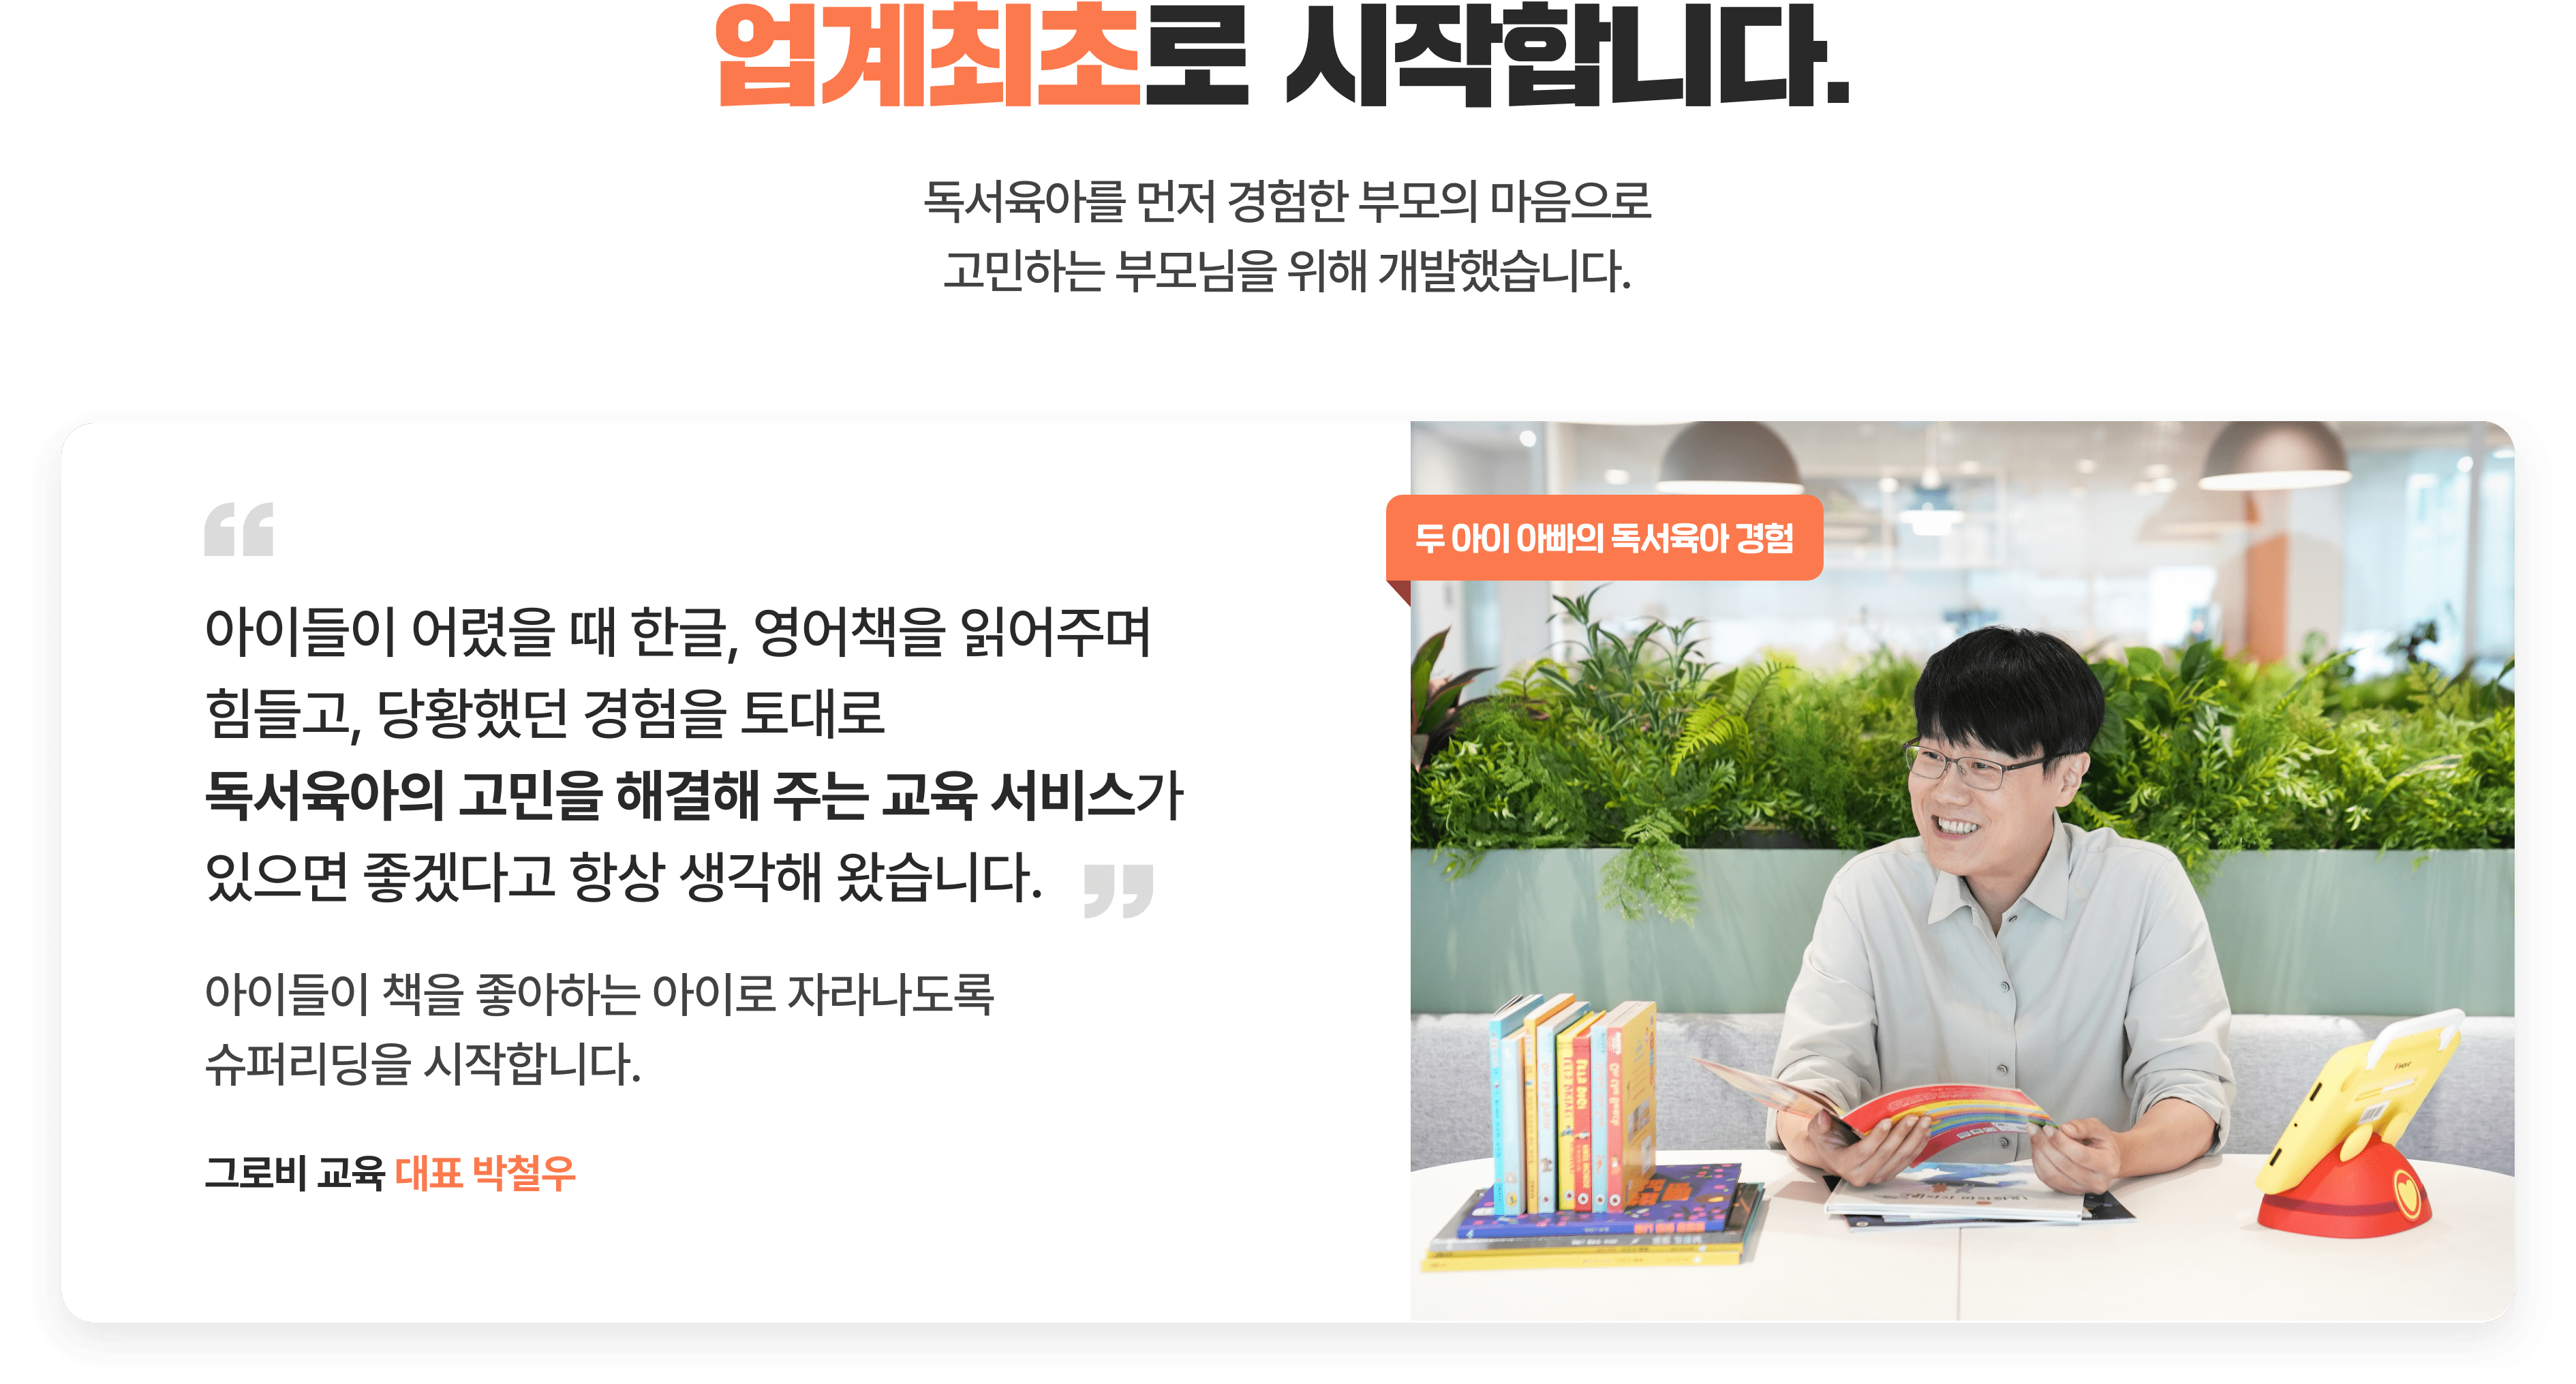 업계최초로 시작합니다.
독서육아를 먼저 경험한 부모의 마음으로
고민하는 부모님을 위해 개발했습니다.
“
아이들이 어렸을 때 한글, 영어책을 읽어주며
힘들고, 당황했던 경험을 토대로
독서육아의 고민을 해결해 주는 교육 서비스가
있으면 좋겠다고 항상 생각해 왔습니다. ”
아이들이 책을 좋아하는 아이로 자라나도록
슈퍼리딩을 시작합니다.
그로비 교육 대표 박철우
두 아이 아빠의 독서육아 경험